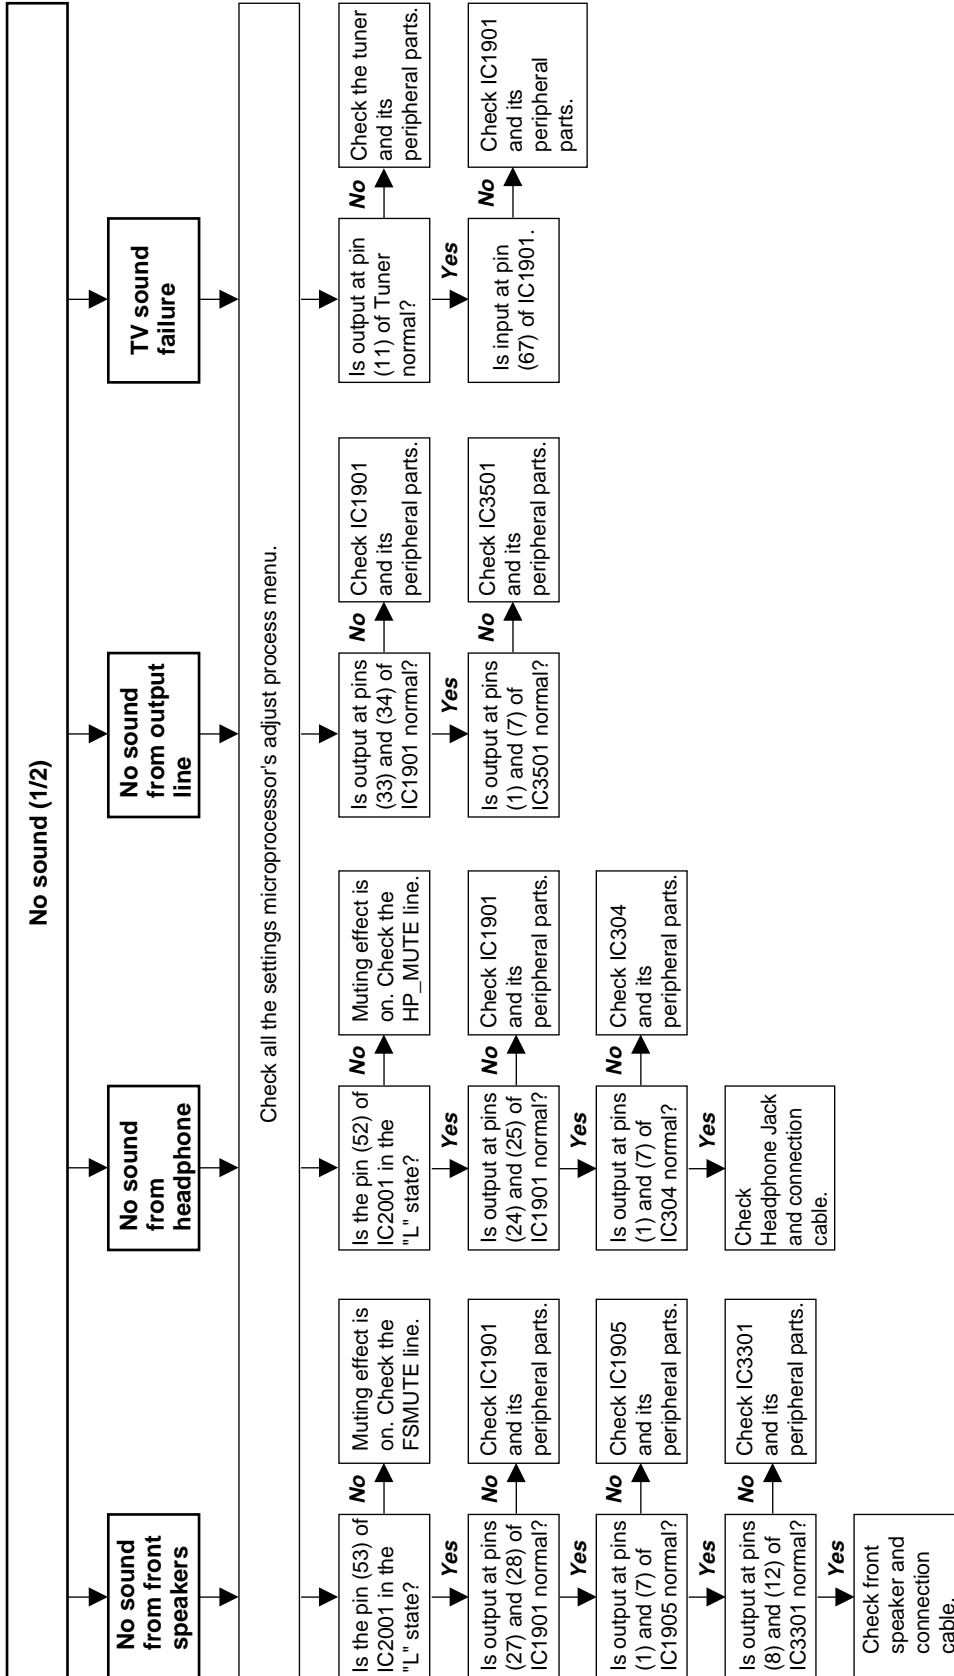 No sound (1/2)
No sound
from front
speakers
No sound
from
headphone
No sound
from output
line
TV sound
failure
Check all the settings microprocessor's adjust process menu.
Is the pin (53) of
IC2001 in the
"L" state?
No
Muting effect is
on. Check the
FSMUTE line.
Yes
Is output at pins
(27) and (28) of
IC1901 normal?
No
Check IC1901
and its
peripheral parts.
Yes
Is output at pins
(1) and (7) of
IC1905 normal?
No
Check IC1905
and its
peripheral parts.
Yes
Is output at pins
(8) and (12) of
IC3301 normal?
No
Check IC3301
and its
peripheral parts.
Yes
Check front
speaker and
connection
cable.
Is the pin (52) of
IC2001 in the
"L" state?
No
Muting effect is
on. Check the
HP_MUTE line.
Yes
Is output at pins
(24) and (25) of
IC1901 normal?
No
Check IC1901
and its
peripheral parts.
Yes
Is output at pins
(1) and (7) of
IC304 normal?
No
Check IC304
and its
peripheral parts.
Yes
Check
Headphone Jack
and connection
cable.
Is output at pins
(33) and (34) of
IC1901 normal?
No
Check IC1901
and its
peripheral parts.
Yes
Is output at pins
(1) and (7) of
IC3501 normal?
No
Check IC3501
and its
peripheral parts.
Is output at pin
(11) of Tuner
normal?
No
Check the tuner
and its
peripheral parts.
Yes
Is input at pin
(67) of IC1901.
No
Check IC1901
and its
peripheral
parts.